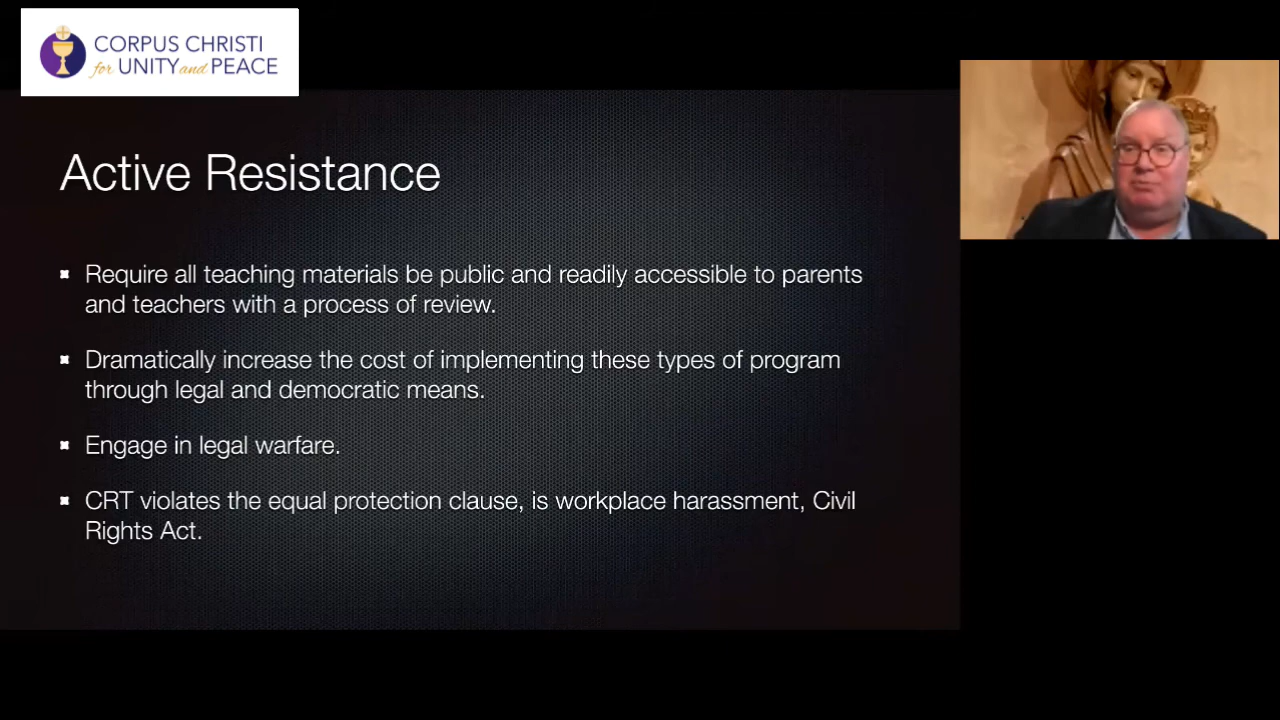 CORPUS CHRISTI
for UNITY and PEACE
Active Resistance
Require all teaching materials be public and readily accessible to parents
and teachers with a process of review.
Dramatically increase the cost of implementing these types of program
through legal and democratic means.
Engage in legal warfare.
CRT violates the equal protection clause, is workplace harassment, Civil
Rights Act.